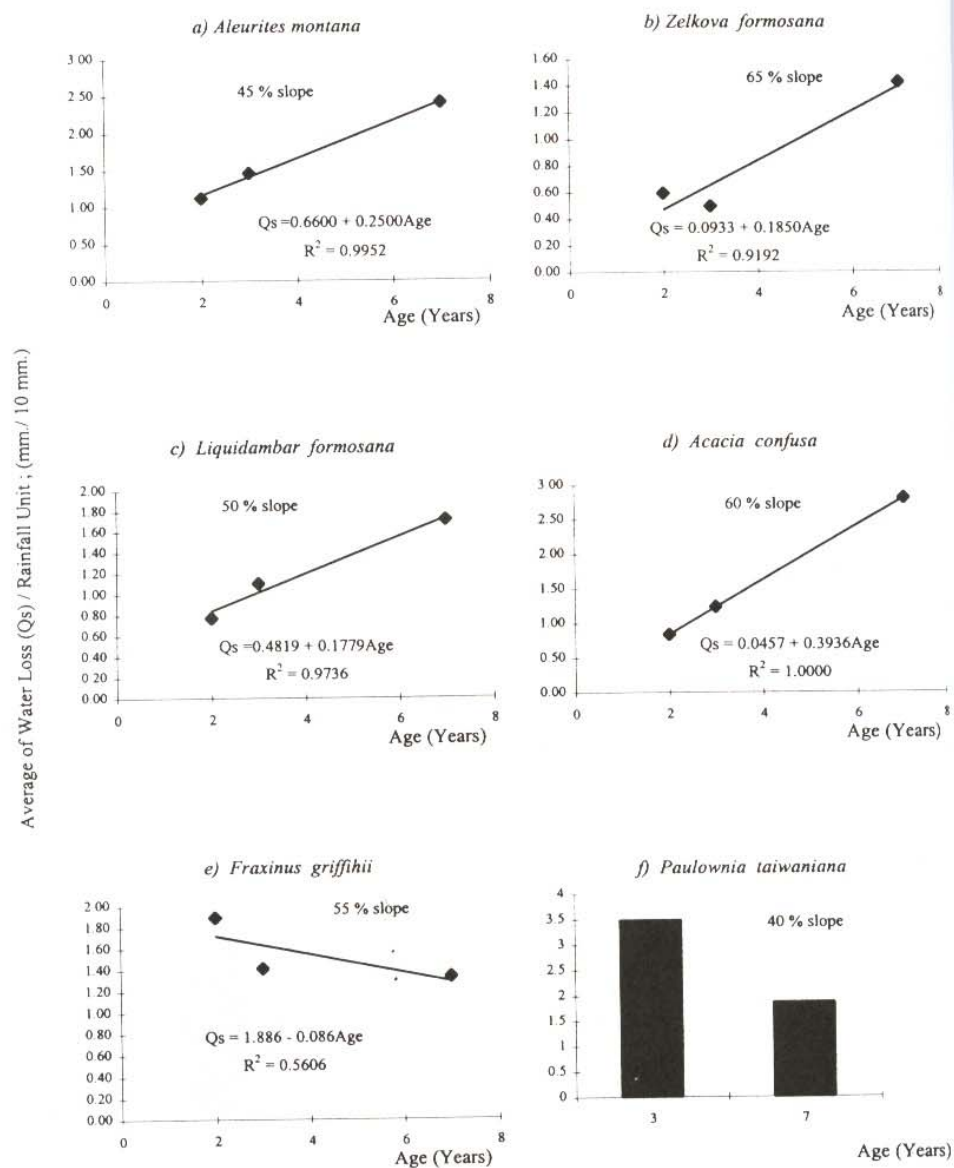 a) Aleurites montana
3 00
2 50
2 00
1 50
1 00
0 50
0 00
45 % slope
Qs =0.6600 + 0.2500Age
R² = 0.9952
0 2 4 6 8
Age (Years)
b) Zelkova formosana
1 60
1.40
1.20
1 00
0 80
0 60
0 40
0 20
0 00
65 % slope
Qs = 0.0933 + 0.1850Age
R² = 0.9192
0 2 4 6 8
Age (Years)
Average of Water Loss (Qs) / Rainfall Unit ; (mm./ 10 mm.)
c) Liquidambar formosana
2 00
1 80
1 60
1 40
1 20
1 00
0 80
0 60
0 40
0 20
0 00
50 % slope
Qs =0.4819 + 0.1779Age
R² = 0.9736
0 2 4 6 8
Age (Years)
d) Acacia confusa
3 00
2.50
2 00
1.50
1 00
0 50
0 00
60 % slope
Qs = 0.0457 + 0.3936Age
R² = 1.0000
0 2 4 6 8
Age (Years)
e) Fraxinus griffihii
2 00
1.80
1.60
1.40
1 20
1.00
0.80
0.60
0 40
0.20
0.00
55 % slope
Qs = 1.886 - 0.086Age
R² = 0.5606
0 2 4 6 8
Age (Years)
f) Paulownia taiwaniana
4
3.5
3
2.5
2
1.5
1
0.5
0
40 % slope
3 7
Age (Years)